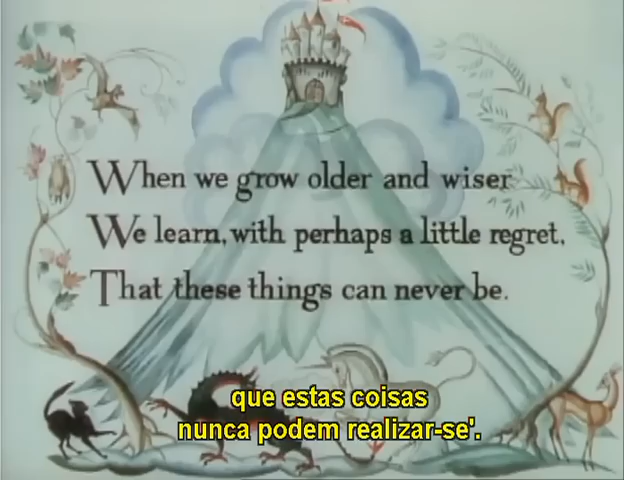 When we grow older and wiser
We learn, with perhaps a little regret,
That these things can never be.
que estas coisas
nunca podem realizar-se'.